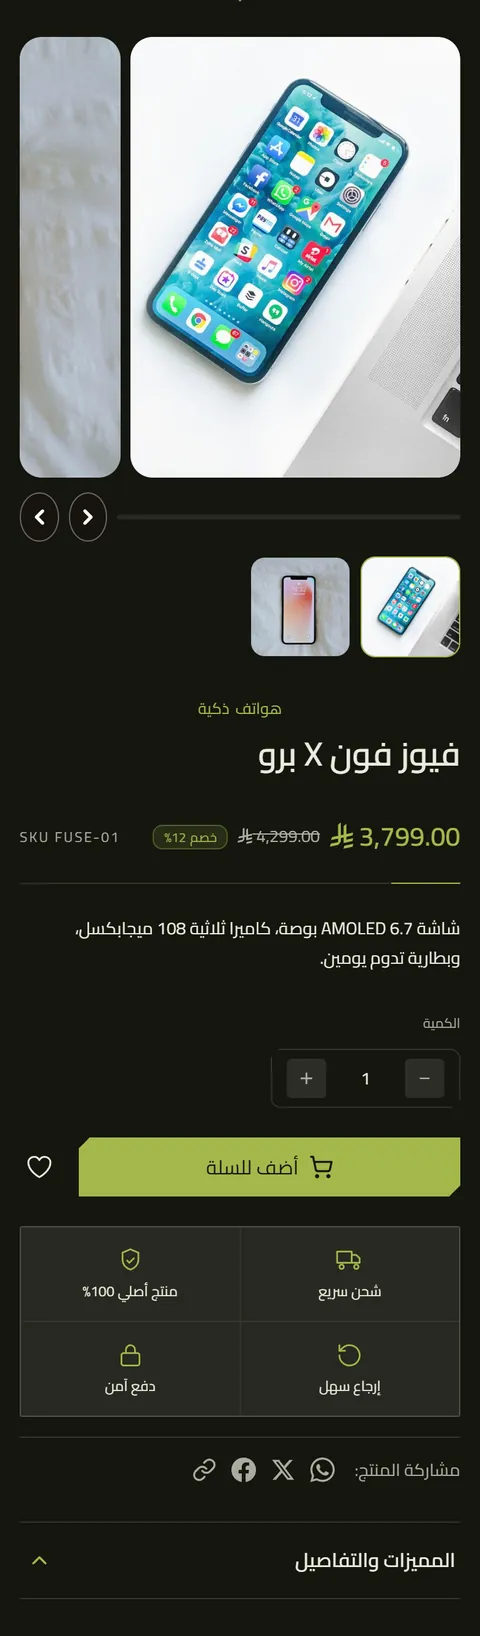 هواتف ذكية
فيوز فون X برو
3,799.00 4,299.00 خصم 12% SKU FUSE-01
شاشة AMOLED 6.7 بوصة، كاميرا ثلاثية 108 ميجابكسل،
وبطارية تدوم يومين.
الكمية
− 1 +
أضف للسلة
شحن سريع
منتج أصلي 100%
إرجاع سهل
دفع آمن
مشاركة المنتج:
المميزات والتفاصيل